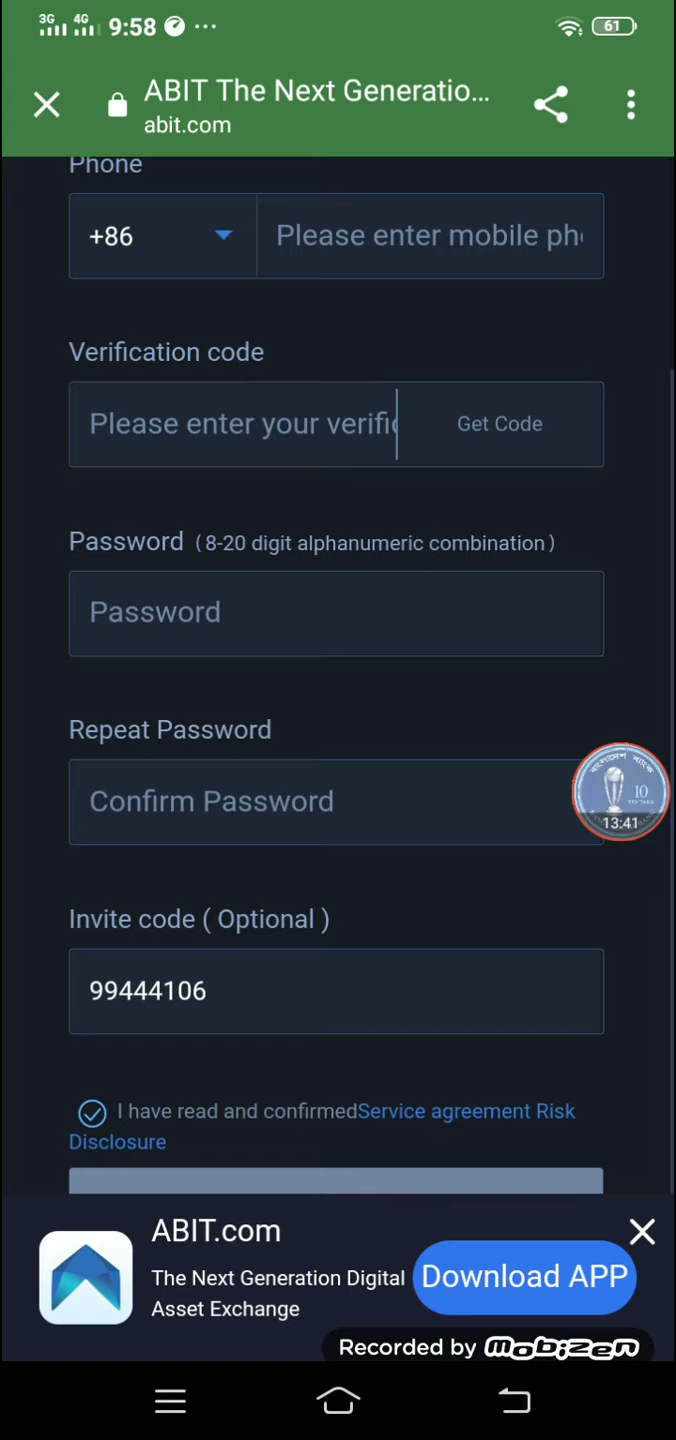 3G 4G 9:58 ... 61
ABIT The Next Generatio...
abit.com
Phone
+86 Please enter mobile ph
Verification code
Please enter your verifi Get Code
Password (8-20 digit alphanumeric combination)
Password
Repeat Password
Confirm Password
10
13:41
Invite code ( Optional )
99444106
I have read and confirmedService agreement Risk
Disclosure
ABIT.com
The Next Generation Digital
Asset Exchange
Download APP
Recorded by mobizen